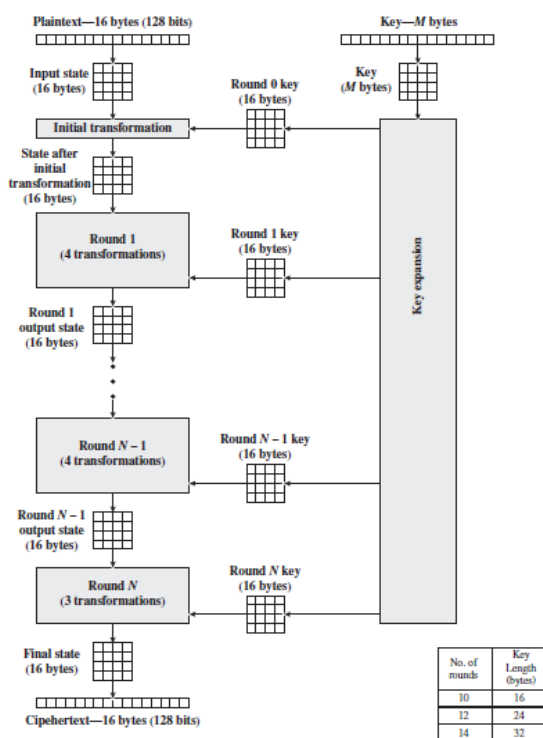 Plaintext—16 bytes (128 bits)
Key—M bytes
Input state
(16 bytes)
Key
(M bytes)
Round 0 key
(16 bytes)
Initial transformation
State after
initial
transformation
(16 bytes)
Round 1
(4 transformations)
Round 1 key
(16 bytes)
Key expansion
Round 1
output state
(16 bytes)
Round N – 1
(4 transformations)
Round N – 1 key
(16 bytes)
Round N – 1
output state
(16 bytes)
Round N
(3 transformations)
Round N key
(16 bytes)
Final state
(16 bytes)
Cipehertext—16 bytes (128 bits)
No. of
rounds
Key
Length
(bytes)
10 16
12 24
14 32